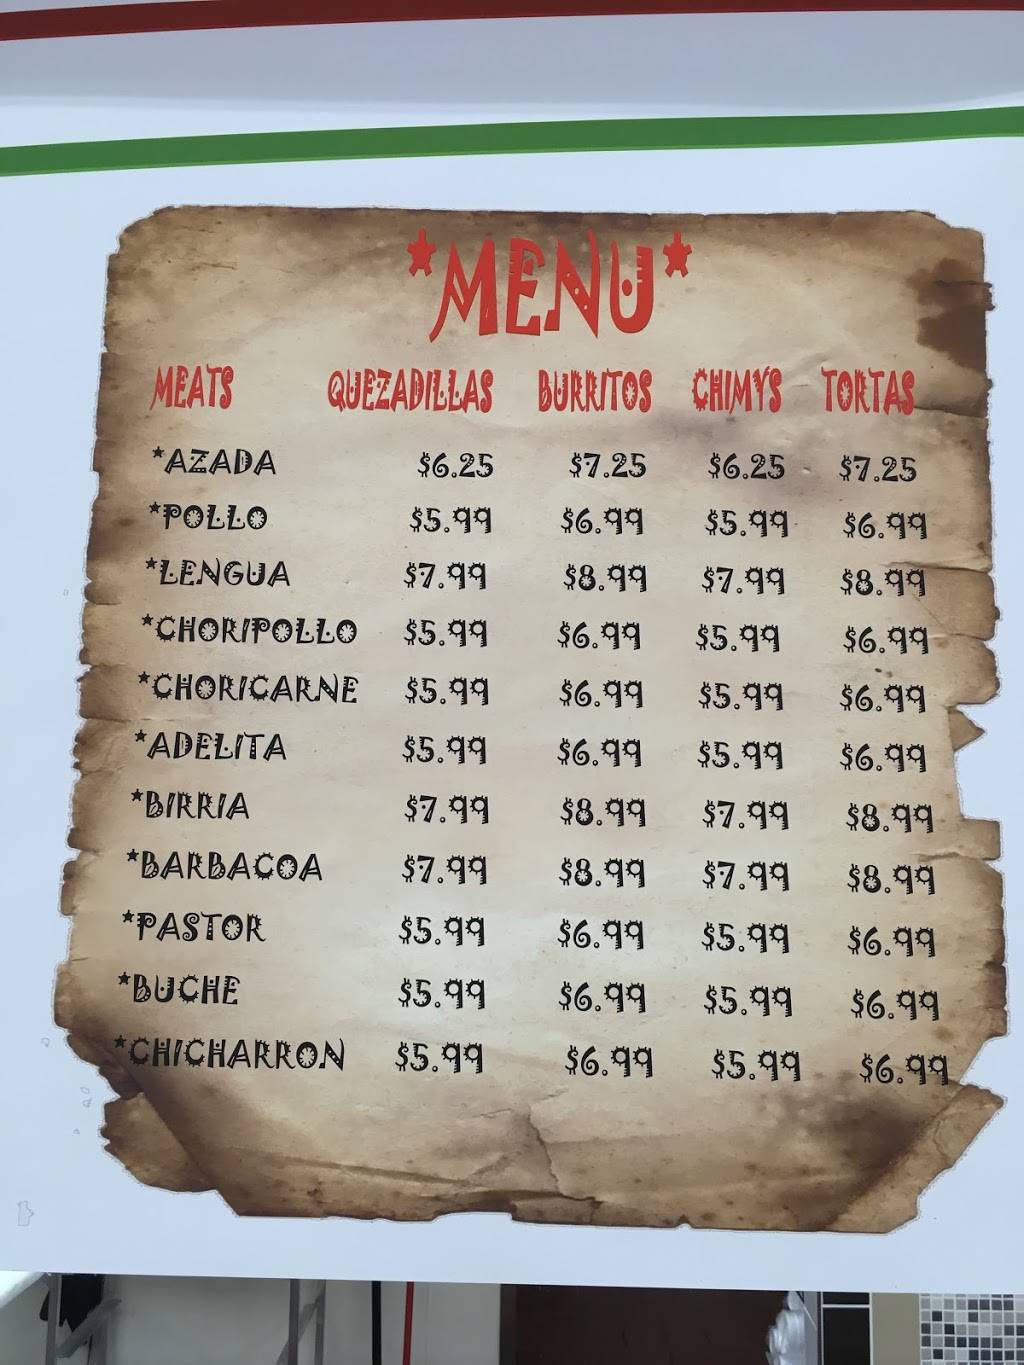 *MENU*
MEATS QUEZADILLAS BURRITOS CHIMYS TORTAS
*AZADA $6.25 $7.25 $6.25 $7.25
*POLLO $5.99 $6.99 $5.99 $6.99
*LENGUA $7.99 $8.99 $7.99 $8.99
*CHORIPOLLO $5.99 $6.99 $5.99 $6.99
*CHORICARNE $5.99 $6.99 $5.99 $6.99
*ADELITA $5.99 $6.99 $5.99 $6.99
*BIRRIA $7.99 $8.99 $7.99 $8.99
*BARBACOA $7.99 $8.99 $7.99 $8.99
*PASTOR $5.99 $6.99 $5.99 $6.99
*BUCHE $5.99 $6.99 $5.99 $6.99
*CHICHARRON $5.99 $6.99 $5.99 $6.99